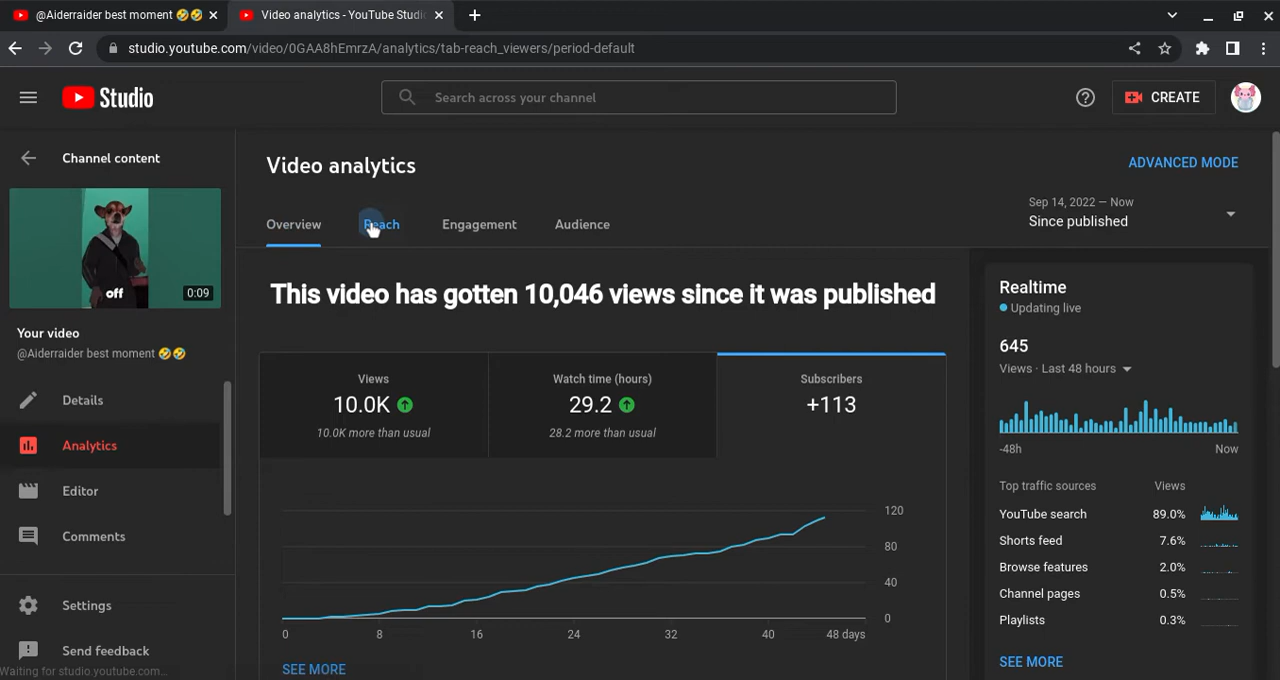 @Aiderraider best moment 🤣🤣
Video analytics - YouTube Studio
studio.youtube.com/video/0GAA8hEmrzA/analytics/tab-reach_viewers/period-default
Studio
Search across your channel
CREATE
Channel content
off
0:09
Your video
@Aiderraider best moment 🤣🤣
Details
Analytics
Editor
Comments
Settings
Send feedback
Waiting for studio.youtube.com...
Video analytics
ADVANCED MODE
Overview
Reach
Engagement
Audience
Sep 14, 2022 — Now
Since published
This video has gotten 10,046 views since it was published
Views
10.0K
10.0K more than usual
Watch time (hours)
29.2
28.2 more than usual
Subscribers
+113
120
80
40
0
0 8 16 24 32 40 48 days
SEE MORE
Realtime
Updating live
645
Views · Last 48 hours
-48h Now
Top traffic sources Views
YouTube search 89.0%
Shorts feed 7.6%
Browse features 2.0%
Channel pages 0.5%
Playlists 0.3%
SEE MORE